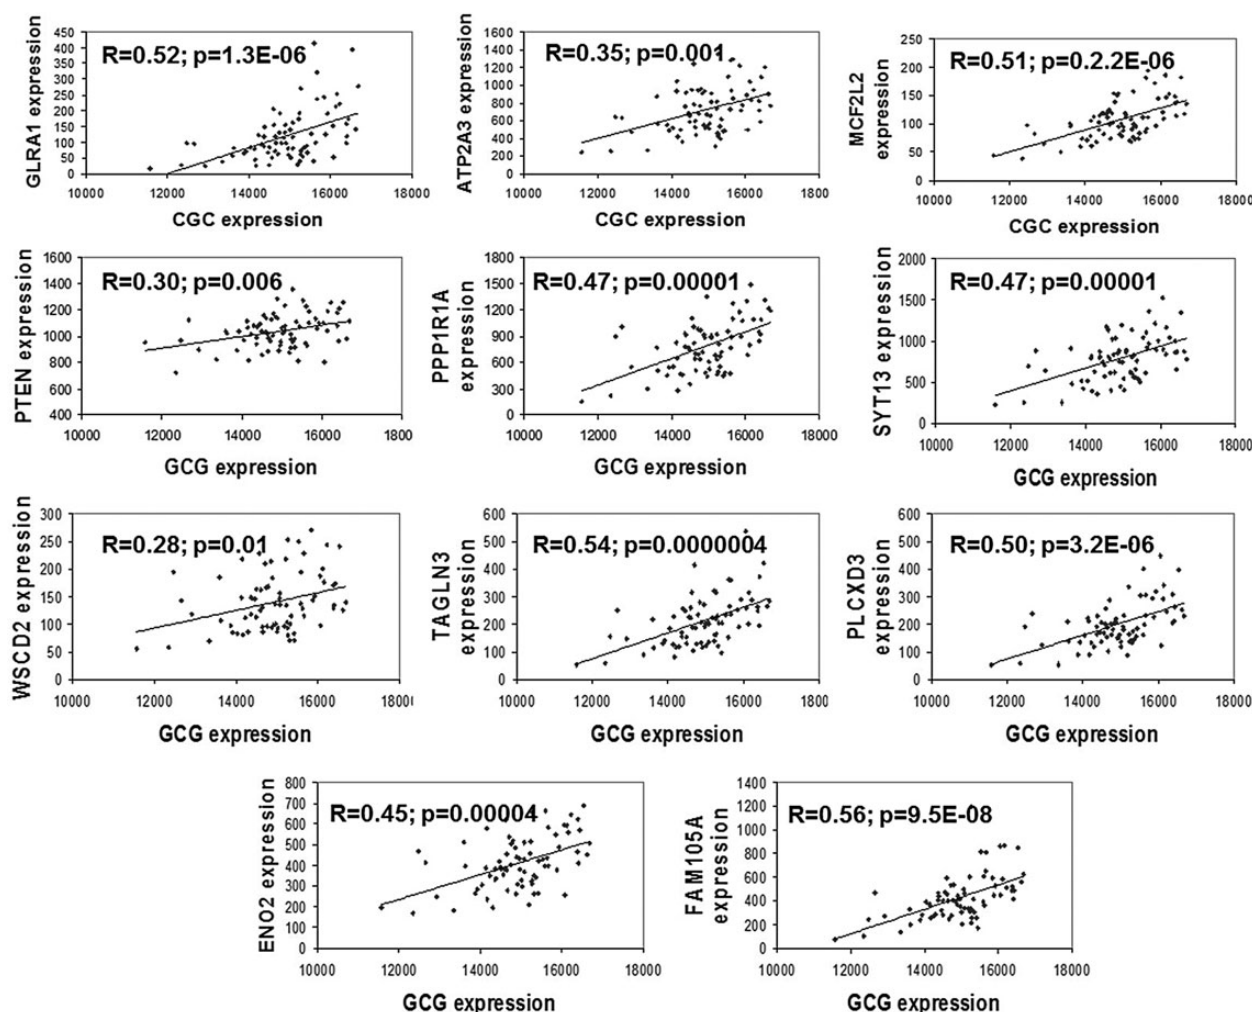 GLRA1 expression
450
400
350
300
250
200
150
100
50
0
R=0.52; p=1.3E-06
10000 12000 14000 16000 18000
CGC expression
ATP2A3 expression
1600
1400
1200
1000
800
600
400
200
0
R=0.35; p=0.001
10000 12000 14000 16000 18000
CGC expression
MCF2L2
expression
250
200
150
100
50
0
R=0.51; p=0.2.2E-06
10000 12000 14000 16000 18000
CGC expression
PTEN expression
1600
1400
1200
1000
800
600
400
R=0.30; p=0.006
10000 12000 14000 16000 1800
GCG expression
PPP1R1A
expression
1800
1500
1200
900
600
300
0
R=0.47; p=0.00001
10000 12000 14000 16000 18000
GCG expression
SYT13 expression
2000
1500
1000
500
0
R=0.47; p=0.00001
10000 12000 14000 16000 18000
GCG expression
WSCD2 expression
300
250
200
150
100
50
0
R=0.28; p=0.01
10000 12000 14000 16000 1800
GCG expression
TAGLN3
expression
600
500
400
300
200
100
0
R=0.54; p=0.0000004
10000 12000 14000 16000 18000
GCG expression
PLCXD3
expression
600
500
400
300
200
100
0
R=0.50; p=3.2E-06
10000 12000 14000 16000 18000
GCG expression
ENO2 expression
800
700
600
500
400
300
200
100
0
R=0.45; p=0.00004
10000 12000 14000 16000 18000
GCG expression
FAM105A
expression
1400
1200
1000
800
600
400
200
0
R=0.56; p=9.5E-08
10000 12000 14000 16000 18000
GCG expression